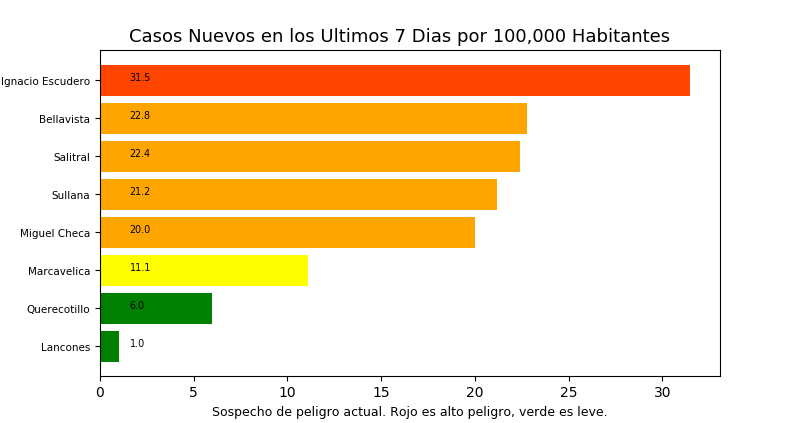 Casos Nuevos en los Ultimos 7 Dias por 100,000 Habitantes
Ignacio Escudero 31.5
Bellavista 22.8
Salitral 22.4
Sullana 21.2
Miguel Checa 20.0
Marcavelica 11.1
Querecotillo 6.0
Lancones 1.0
0 5 10 15 20 25 30
Sospecho de peligro actual. Rojo es alto peligro, verde es leve.